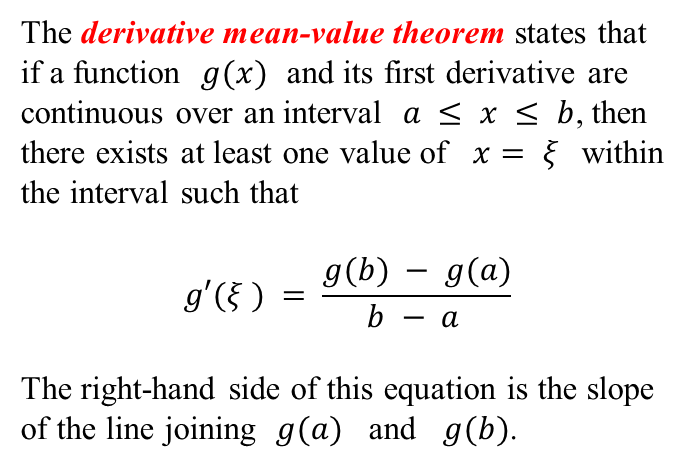 The derivative mean-value theorem states that
if a function g(x) and its first derivative are
continuous over an interval a ≤ x ≤ b, then
there exists at least one value of x = ξ within
the interval such that
g′(ξ ) = g(b) − g(a) / b − a
The right-hand side of this equation is the slope
of the line joining g(a) and g(b).